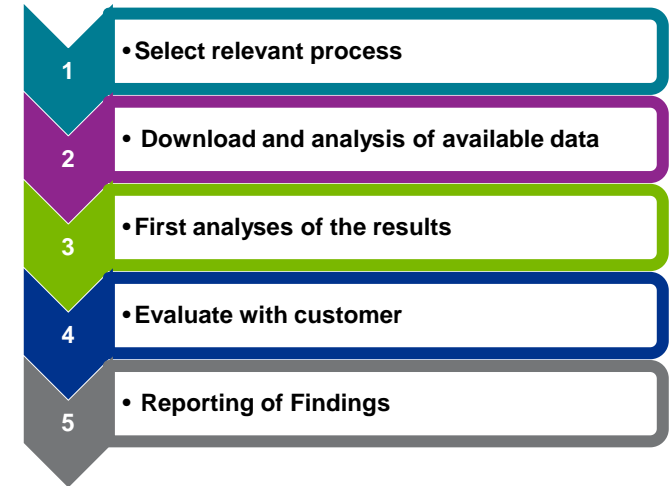 1
•Select relevant process
2
• Download and analysis of available data
3
•First analyses of the results
4
•Evaluate with customer
5
• Reporting of Findings